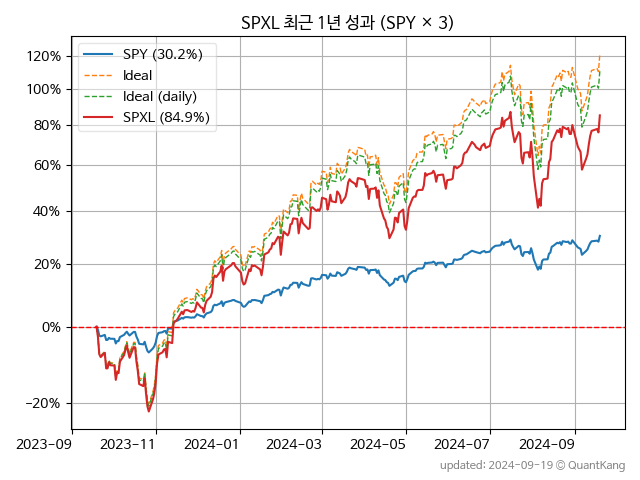 SPXL 최근 1년 성과 (SPY × 3)
SPY (30.2%)
Ideal
Ideal (daily)
SPXL (84.9%)
120%
100%
80%
60%
40%
20%
0%
−20%
2023-09 2023-11 2024-01 2024-03 2024-05 2024-07 2024-09
updated: 2024-09-19 © QuantKang